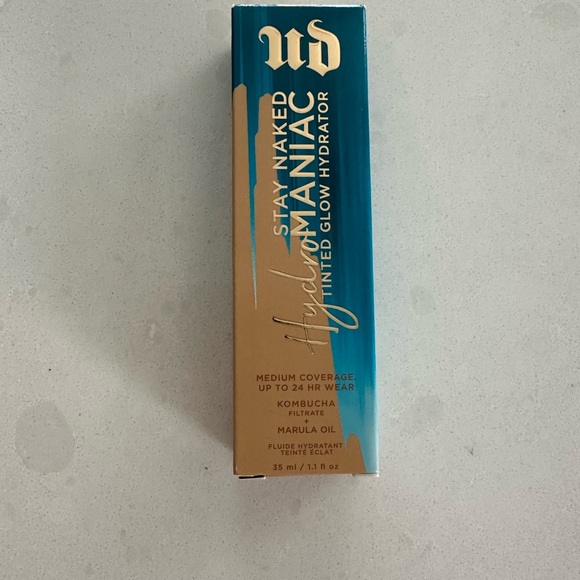 UD
STAY NAKED
HydroMANIAC
TINTED GLOW HYDRATOR
MEDIUM COVERAGE.
UP TO 24 HR WEAR
KOMBUCHA
FILTRATE
+
MARULA OIL
FLUIDE HYDRATANT
TEINTÉ ÉCLAT
35 ml / 1.1 fl oz